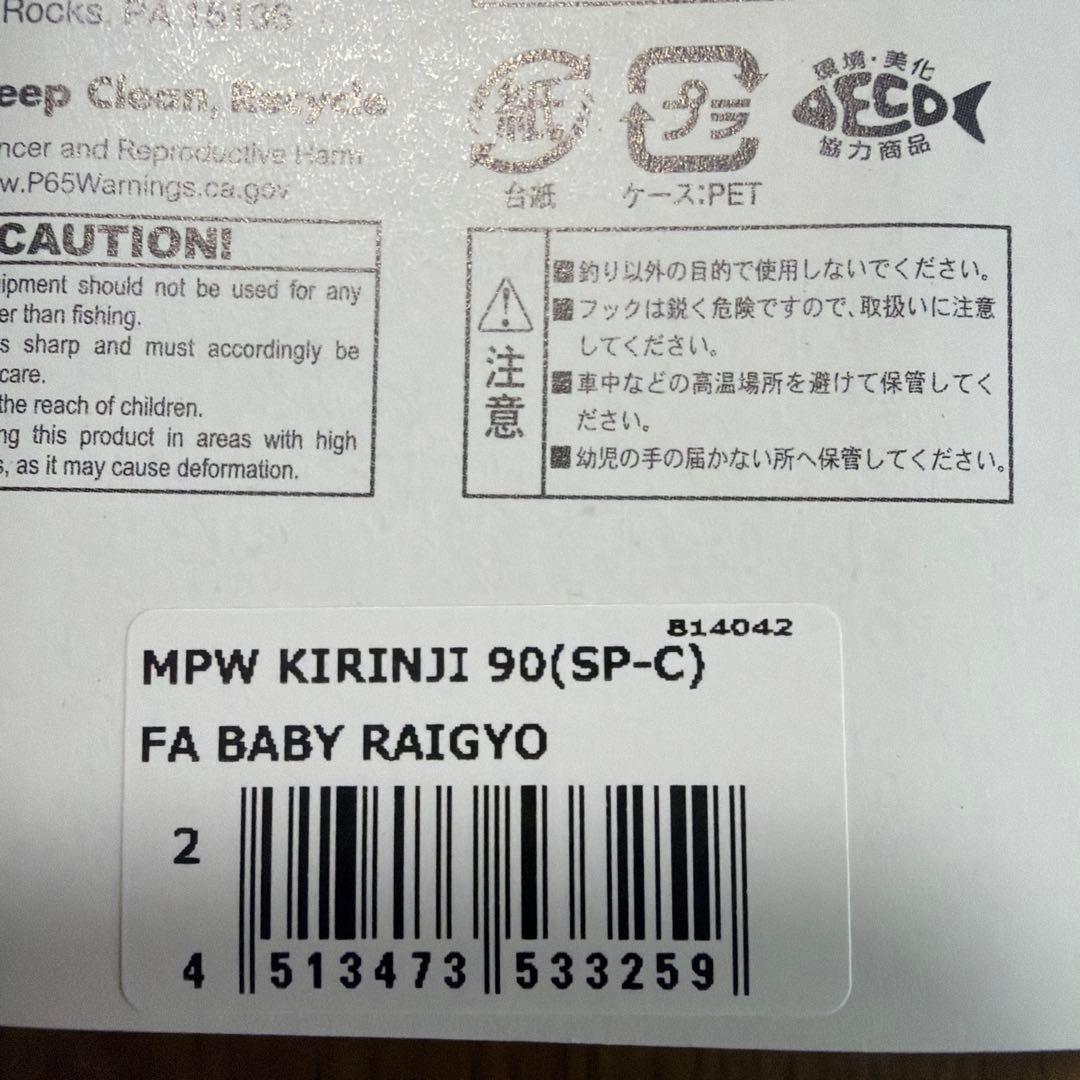 Rocks, PA 15136
eep Clean, Recycle
ncer and Reproductive Harm
w.P65Warnings.ca.gov
CAUTION!
ipment should not be used for any
er than fishing.
s sharp and must accordingly be
care.
the reach of children.
ng this product in areas with high
s, as it may cause deformation.
紙
台紙
プラ
ケース:PET
環境・美化
ECO
協力商品
注意
釣り以外の目的で使用しないでください。
フックは鋭く危険ですので、取扱いに注意
してください。
車中などの高温場所を避けて保管してく
ださい。
幼児の手の届かない所へ保管してください。
814042
MPW KIRINJI 90(SP-C)
FA BABY RAIGYO
2
4 513473 533259